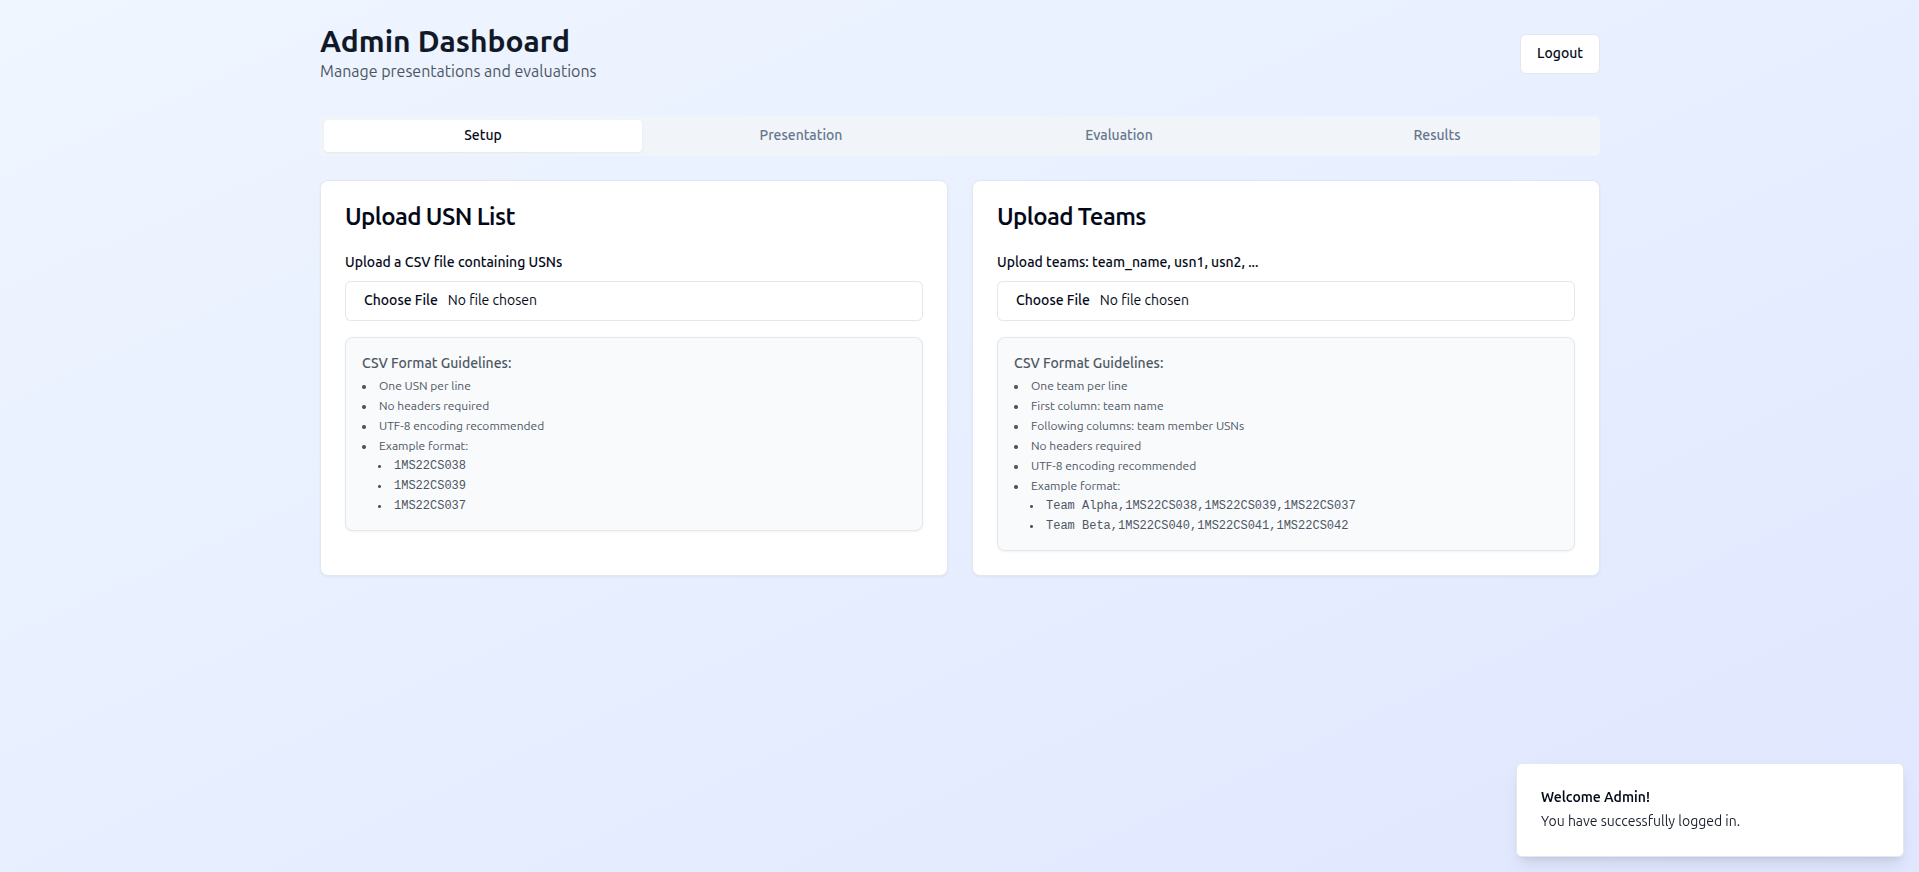 Admin Dashboard
Manage presentations and evaluations
Logout
Setup
Presentation
Evaluation
Results
Upload USN List
Upload a CSV file containing USNs
Choose File No file chosen
CSV Format Guidelines:
• One USN per line
• No headers required
• UTF-8 encoding recommended
• Example format:
• 1MS22CS038
• 1MS22CS039
• 1MS22CS037
Upload Teams
Upload teams: team_name, usn1, usn2, ...
Choose File No file chosen
CSV Format Guidelines:
• One team per line
• First column: team name
• Following columns: team member USNs
• No headers required
• UTF-8 encoding recommended
• Example format:
• Team Alpha,1MS22CS038,1MS22CS039,1MS22CS037
• Team Beta,1MS22CS040,1MS22CS041,1MS22CS042
Welcome Admin!
You have successfully logged in.